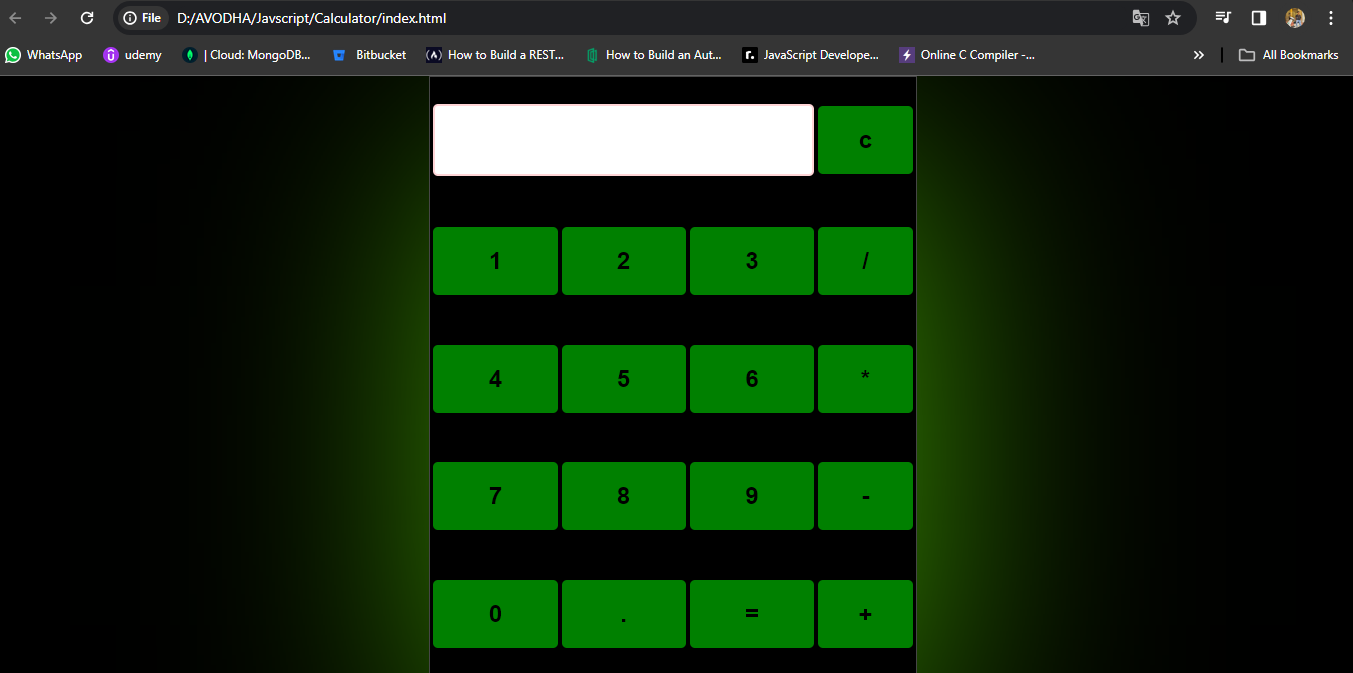 File D:/AVODHA/Javscript/Calculator/index.html
WhatsApp udemy | Cloud: MongoDB... Bitbucket How to Build a REST... How to Build an Aut... JavaScript Develope... Online C Compiler -... » All Bookmarks
c
1 2 3 /
4 5 6 *
7 8 9 -
0 . = +